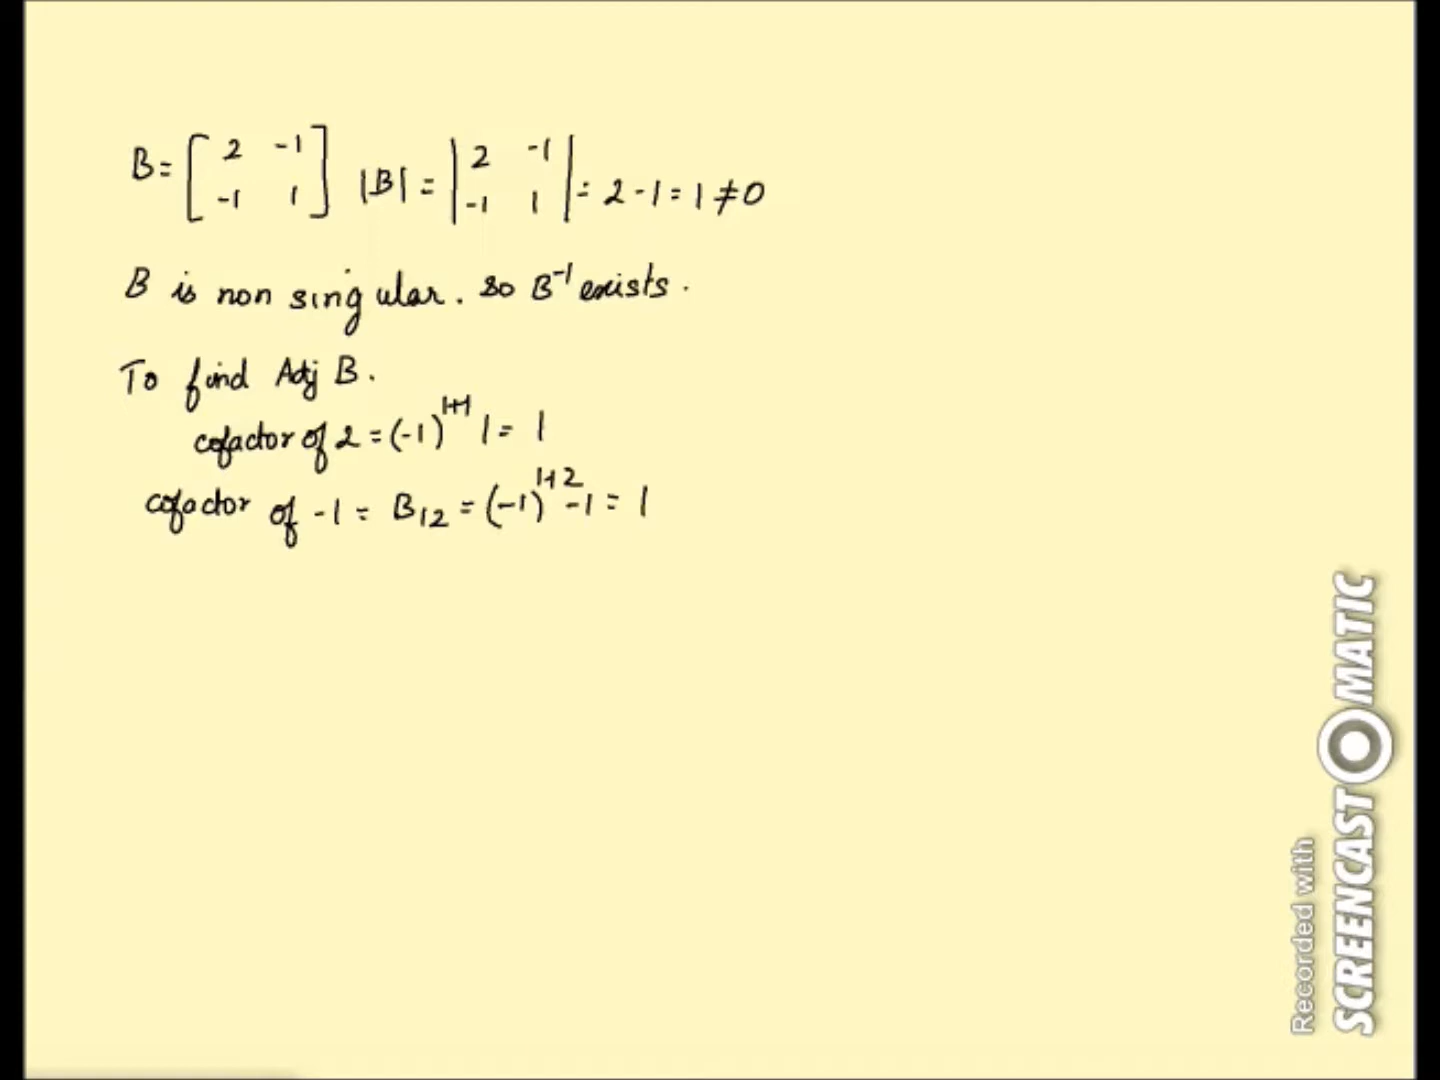 B = [ 2 -1 -1 1 ] |B| = | 2 -1 -1 1 | = 2 - 1 = 1 ≠ 0
B is non singular. So B⁻¹ exists.
To find Adj B.
cofactor of 2 = (-1)^{1+1} 1 = 1
cofactor of -1 = B₁₂ = (-1)^{1+2} -1 = 1
Recorded with
SCREENCAST MATIC